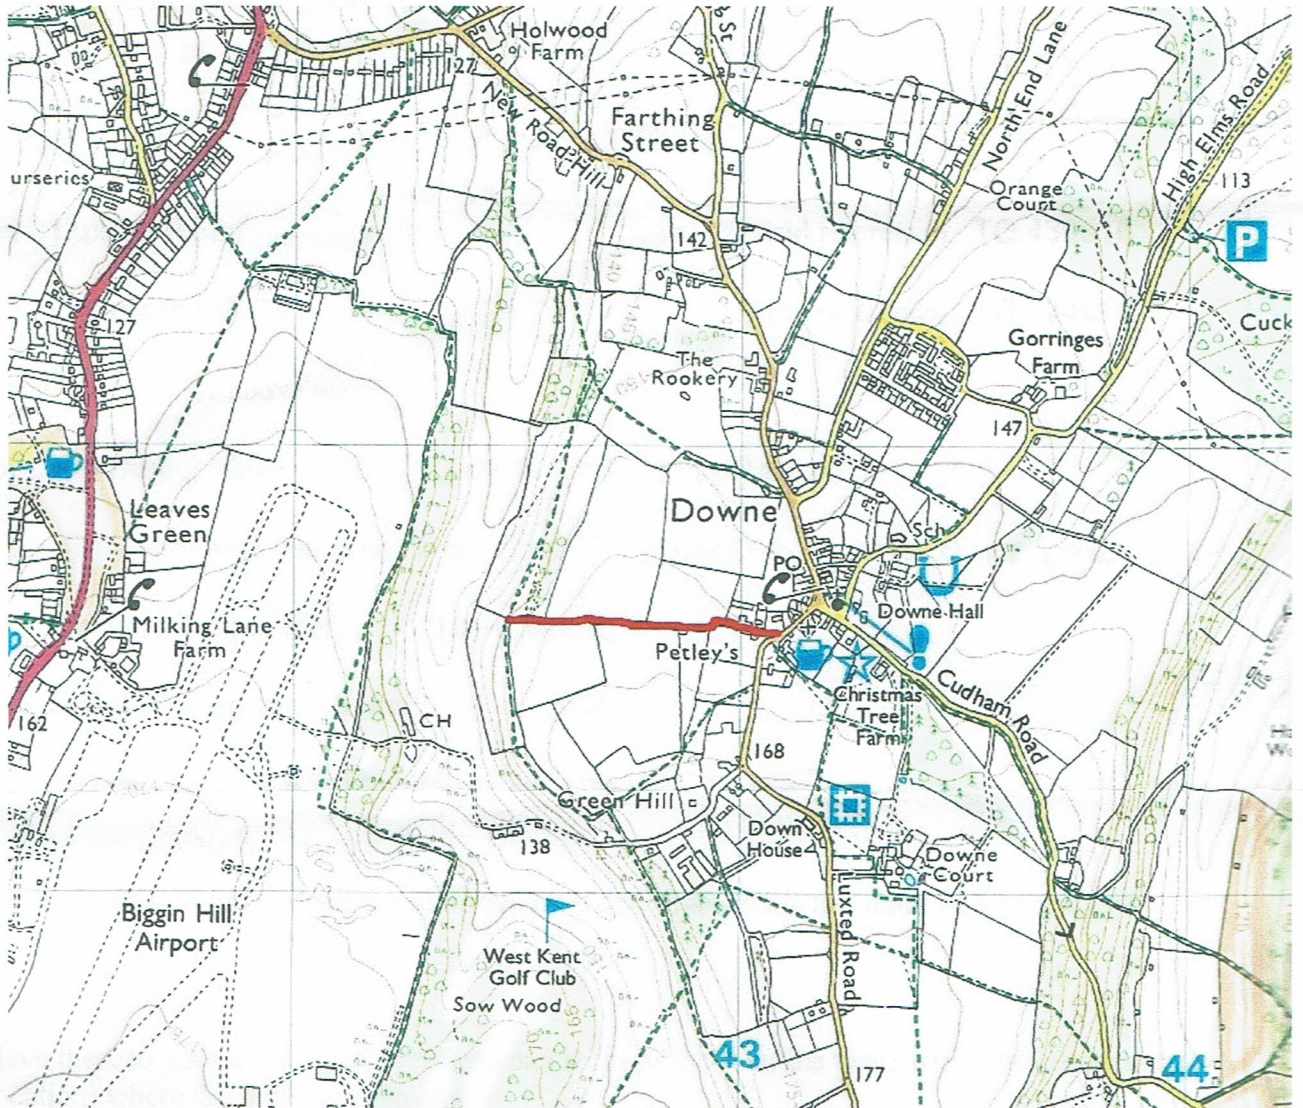 Holwood
Farm
127
New Road Hill
St
Farthing
Street
North End Lane
High Elms Road
113
Orange
Court
P
urseries
142
127
The
Rookery
Gorringes
Farm
Cuck
147
Leaves
Green
Downe
Sch
PO
Downe Hall
Milking Lane
Farm
Petley's
Christmas
Tree
Farm
Cudham Road
162
CH
168
Green Hill
138
Down
House
Downe
Court
Luxted Road
Biggin Hill
Airport
West Kent
Golf Club
Sow Wood
170
43
44
177